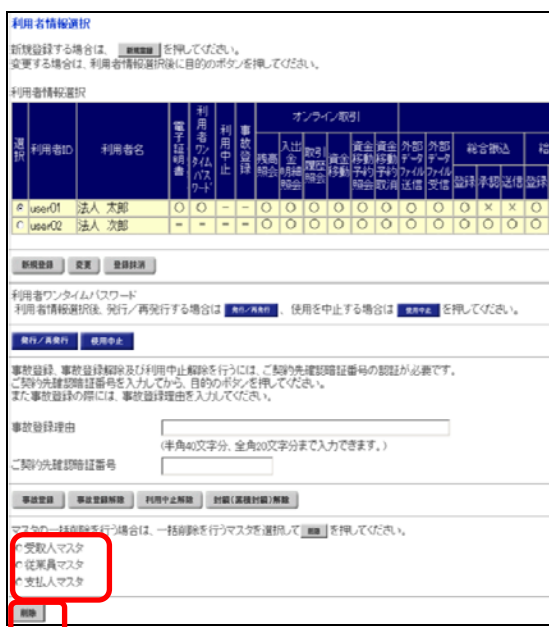 利用者情報選択
新規登録する場合は、 新規登録 を押してください。
変更する場合は、利用者情報選択後に目的のボタンを押してください。
利用者情報選択
選択 利用者ID 利用者名 電子証明書 利用者ワンタイムパスワード 利用中止 事故登録 オンライン取引 総合振込
残高照会 入出金明細照会 取引履歴照会 資金移動 資金移動予約照会 資金移動予約取消 外部データファイル送信 外部データファイル受信 登録 承認 送信 登録
user01 法人 太郎 ○ ○ - - ○ ○ ○ ○ ○ ○ ○ ○ ○ × × ○
user02 法人 次郎 - - - - ○ ○ ○ ○ ○ ○ ○ ○ ○ ○ ○ ○
新規登録 変更 登録抹消
利用者ワンタイムパスワード
利用者情報選択後、発行/再発行する場合は 発行/再発行 、使用を中止する場合は 使用中止 を押してください。
発行/再発行 使用中止
事故登録、事故登録解除及び利用中止解除を行うには、ご契約先確認暗証番号の認証が必要です。
ご契約先確認暗証番号を入力してから、目的のボタンを押してください。
また事故登録の際には、事故登録理由を入力してください。
事故登録理由
(半角40文字分、全角20文字分まで入力できます。)
ご契約先確認暗証番号
事故登録 事故登録解除 利用中止解除 封鎖(高積封鎖)解除
マスタの一括削除を行う場合は、一括削除を行うマスタを選択して 削除 を押してください。
受取人マスタ
従業員マスタ
支払人マスタ
削除